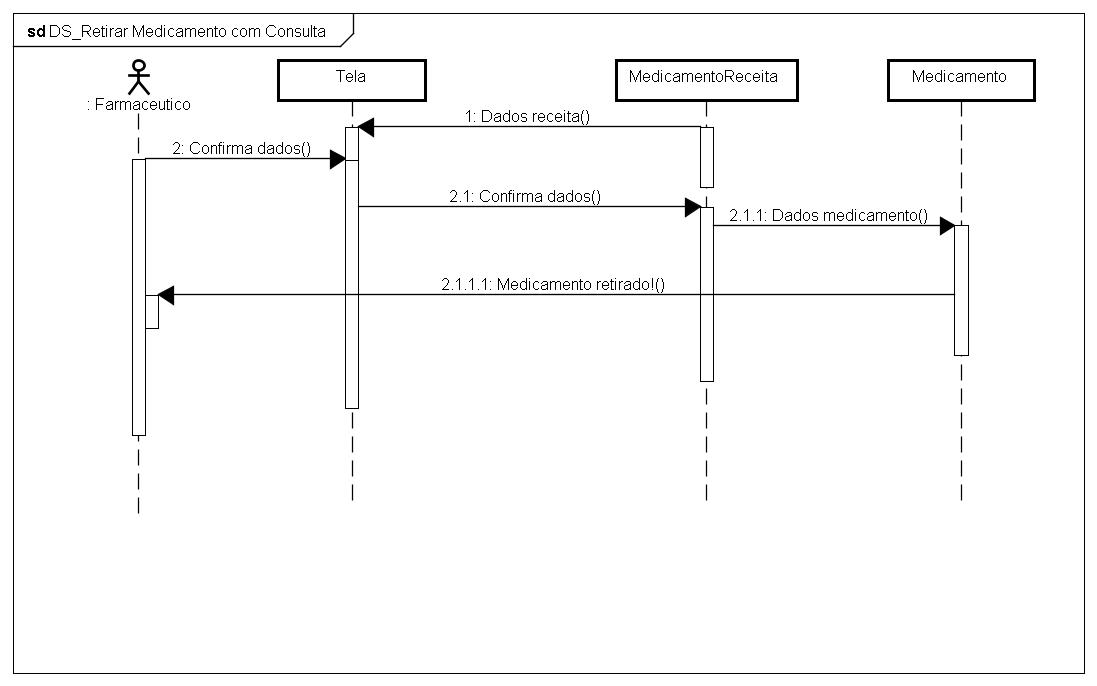 sd DS_Retirar Medicamento com Consulta
: Farmaceutico
Tela
MedicamentoReceita
Medicamento
1: Dados receita()
2: Confirma dados()
2.1: Confirma dados()
2.1.1: Dados medicamento()
2.1.1.1: Medicamento retirado!()